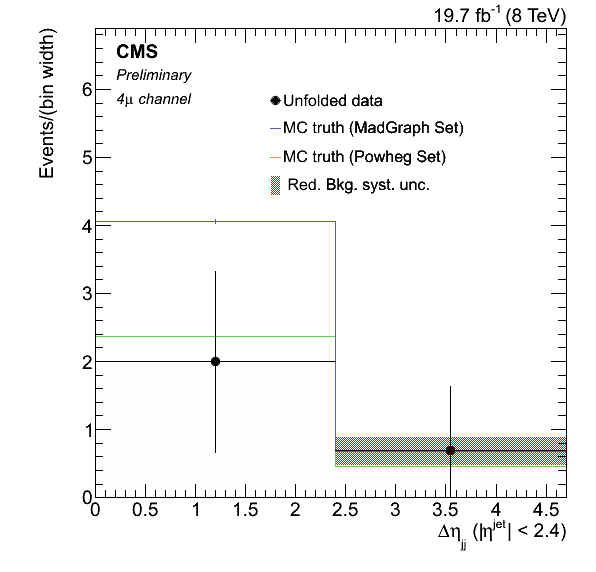 19.7 fb⁻¹ (8 TeV)
CMS
Preliminary
4μ channel
Unfolded data
MC truth (MadGraph Set)
MC truth (Powheg Set)
Red. Bkg. syst. unc.
Events/(bin width)
6
5
4
3
2
1
0
0 0.5 1 1.5 2 2.5 3 3.5 4 4.5
Δη_jj (|η^jet| < 2.4)